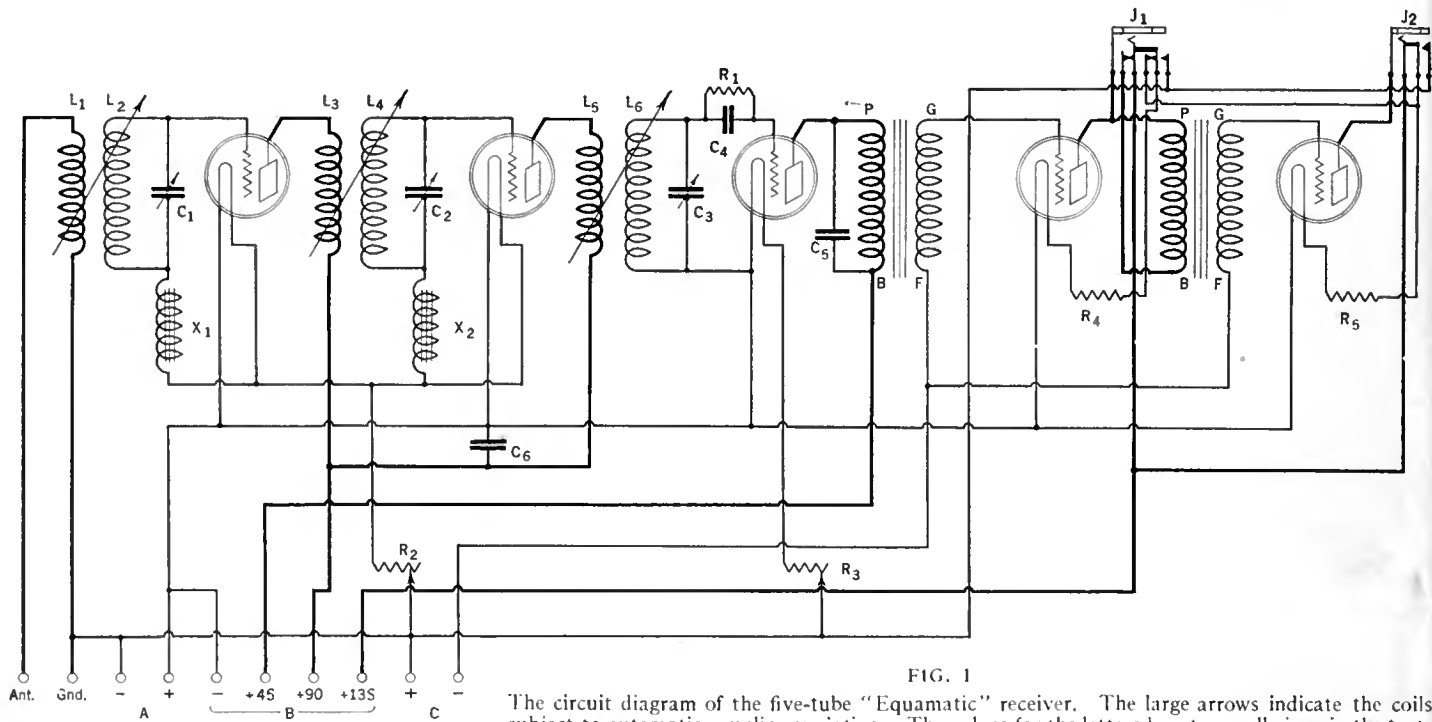 J1 J2
R1
L1 L2 L3 L4 L5 L6 P G P G
C4
C1 C2 C3
C5
B F B F
R4 R5
X1 X2
C6
R2 R3
Ant. Gnd. - + - +45 +90 +135 + -
A B C
FIG. 1
The circuit diagram of the five-tube "Equamatic" receiver. The large arrows indicate the coils